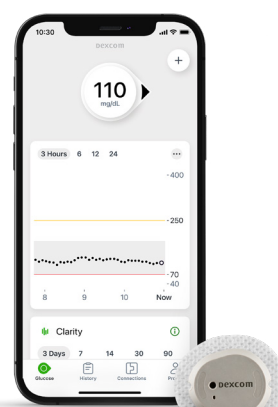 10:30
Dexcom
110
mg/dL
+
3 Hours 6 12 24
400
250
70
40
8 9 10 Now
Clarity
3 Days 7 14 30 90
Glucose History Connections
Dexcom